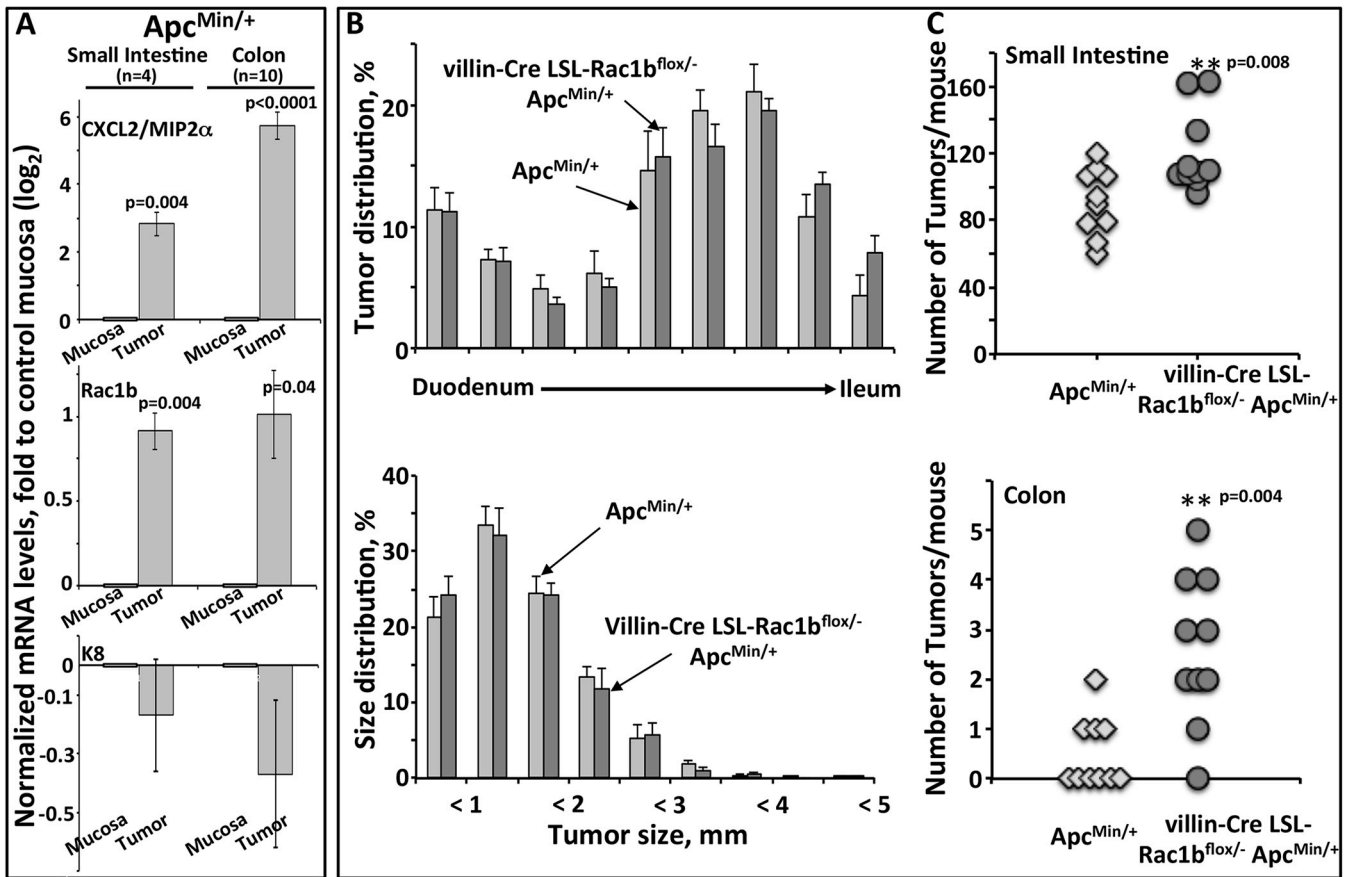 A
Apc^Min/+
Small Intestine
(n=4)
Colon
(n=10)
Normalized mRNA levels, fold to control mucosa (log₂)
p<0.0001
CXCL2/MIP2α
p=0.004
6
4
2
0
Mucosa
Tumor
Mucosa
Tumor
Rac1b
p=0.004
p=0.04
1
0.5
0
Mucosa
Tumor
Mucosa
Tumor
K8
0
-0.1
-0.3
-0.5
Mucosa
Tumor
Mucosa
Tumor
B
Tumor distribution, %
20
10
0
villin-Cre LSL-Rac1b^flox/-
Apc^Min/+
Apc^Min/+
Duodenum
Ileum
Size distribution, %
40
30
20
10
0
Apc^Min/+
Villin-Cre LSL-Rac1b^flox/-
Apc^Min/+
< 1
< 2
< 3
< 4
< 5
Tumor size, mm
C
Small Intestine
** p=0.008
Number of Tumors/mouse
160
120
80
40
0
Apc^Min/+
villin-Cre LSL-
Rac1b^flox/- Apc^Min/+
Colon
** p=0.004
Number of Tumors/mouse
5
4
3
2
1
0
Apc^Min/+
villin-Cre LSL-
Rac1b^flox/- Apc^Min/+